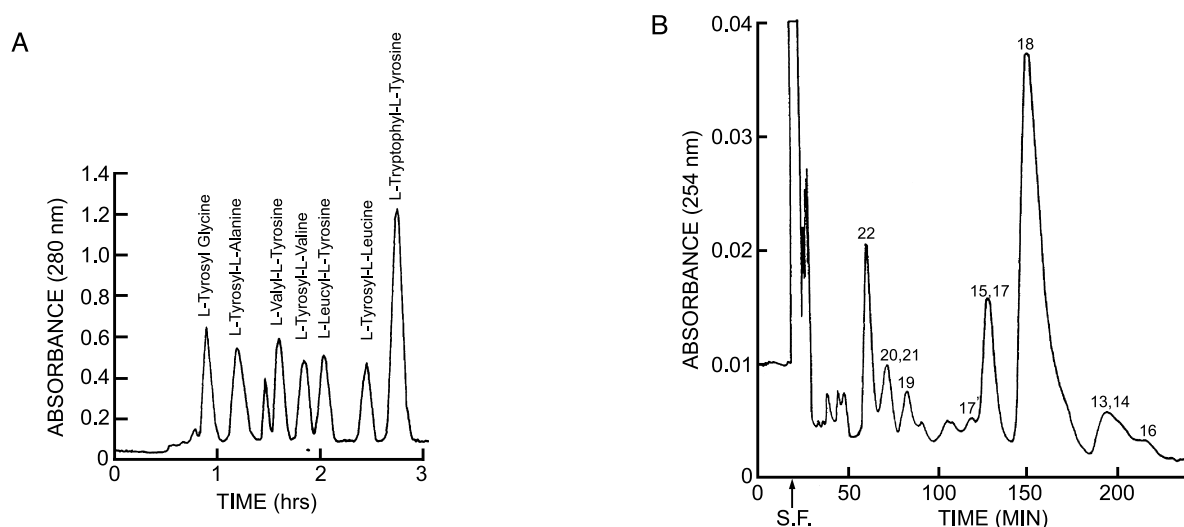 A
ABSORBANCE (280 nm)
1.4
1.2
1.0
0.8
0.6
0.4
0.2
0
0
1
2
3
TIME (hrs)
L-Tyrosyl Glycine
L-Tyrosyl-L-Alanine
L-Valyl-L-Tyrosine
L-Tyrosyl-L-Valine
L-Leucyl-L-Tyrosine
L-Tyrosyl-L-Leucine
L-Tryptophyl-L-Tyrosine
B
ABSORBANCE (254 nm)
0.04
0.03
0.02
0.01
0
0
50
100
150
200
S.F.
TIME (MIN)
22
20,21
19
17'
15,17
18
13,14
16